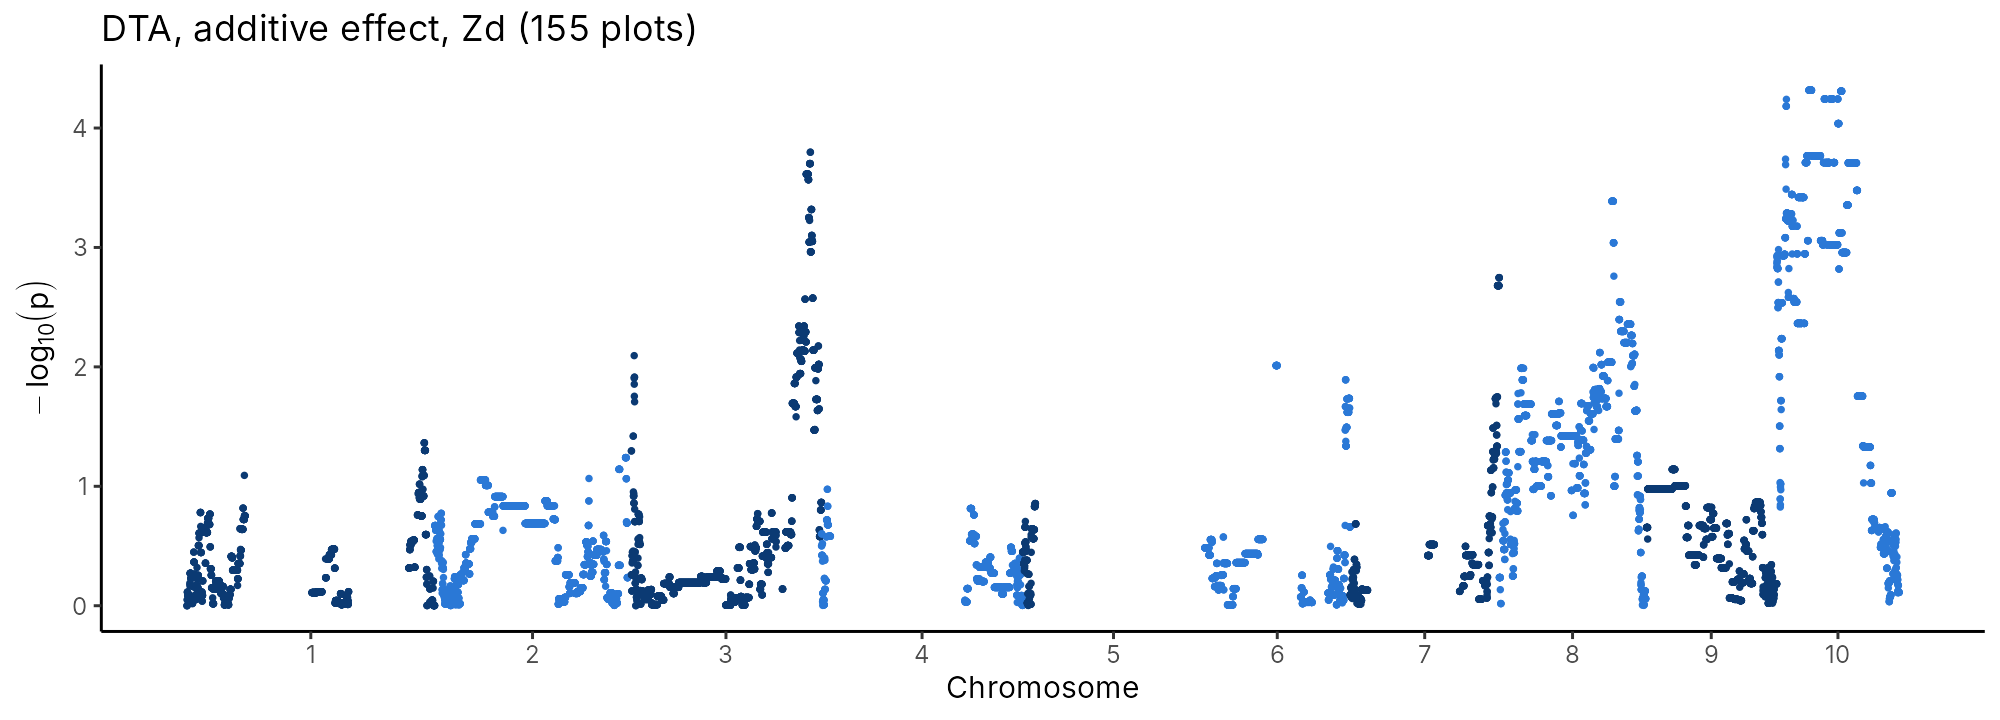 DTA, additive effect, Zd (155 plots)
4
3
2
1
0
− log10(p)
1 2 3 4 5 6 7 8 9 10
Chromosome